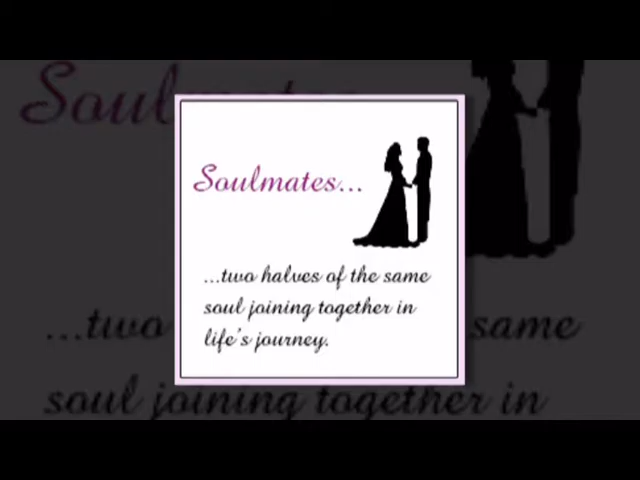 Soulmates...
...two halves of the same
soul joining together in
life's journey.